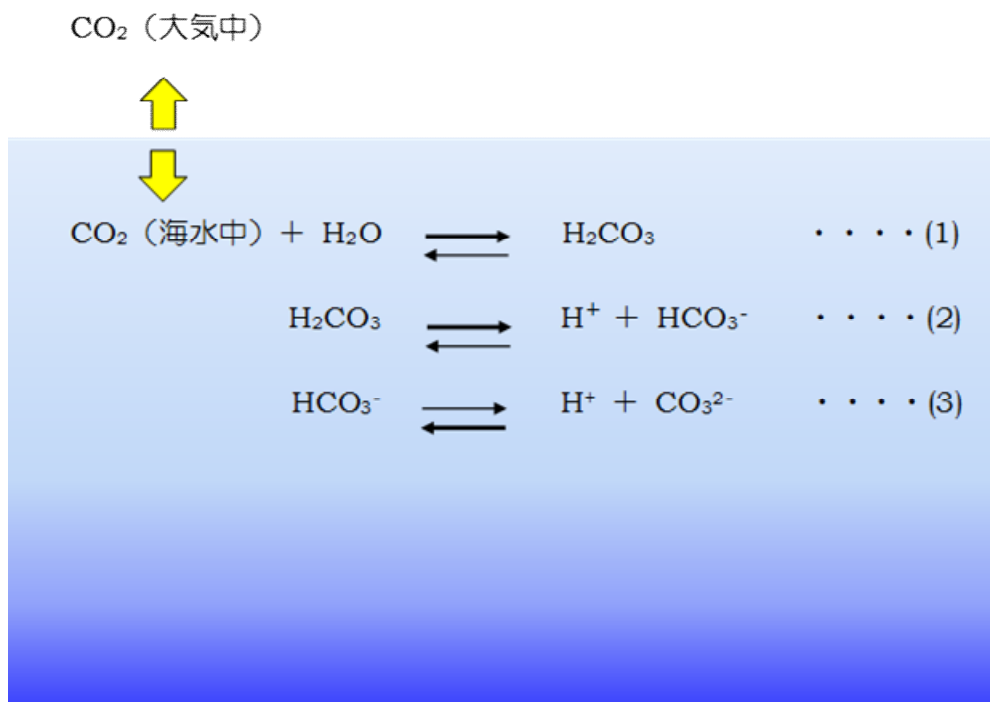 CO₂（大気中）
CO₂（海水中）+ H₂O ⇄ H₂CO₃ ・・・・(1)
H₂CO₃ ⇄ H⁺ + HCO₃⁻ ・・・・(2)
HCO₃⁻ ⇄ H⁺ + CO₃²⁻ ・・・・(3)